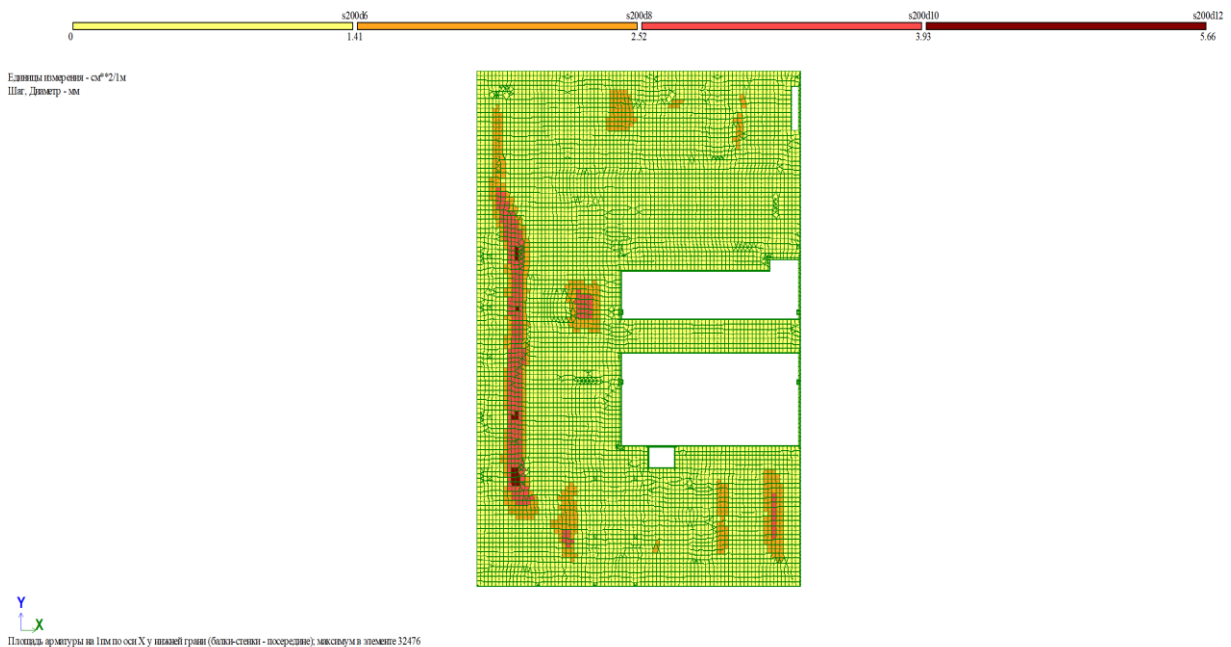 s200d6 s200d8 s200d10 s200d12
0 1.41 2.52 3.93 5.66
Единицы измерения - см**2/1м
Шаг, Диаметр - мм
Y
X
Площадь арматуры на 1пм по оси X у нижней грани (балки-стенки - посередине); максимум в элементе 32476